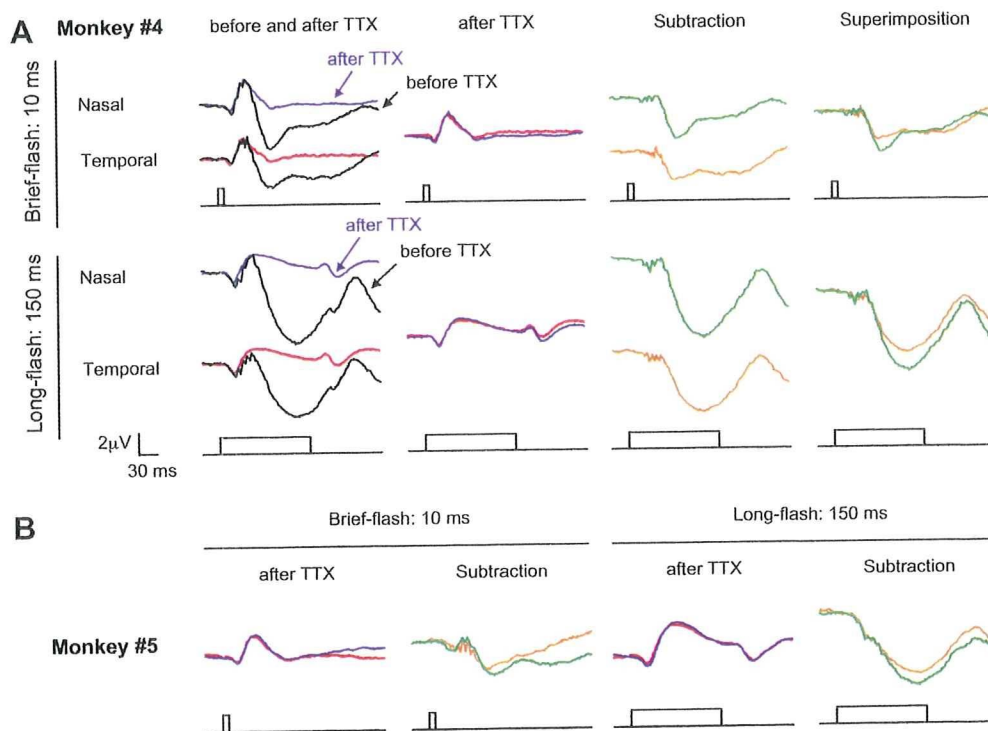 A Monkey #4
before and after TTX
after TTX
Subtraction
Superimposition
Brief-flash: 10 ms
Nasal
after TTX
before TTX
Temporal
Long-flash: 150 ms
Nasal
after TTX
before TTX
Temporal
2μV
30 ms
B
Brief-flash: 10 ms
Long-flash: 150 ms
after TTX
Subtraction
after TTX
Subtraction
Monkey #5